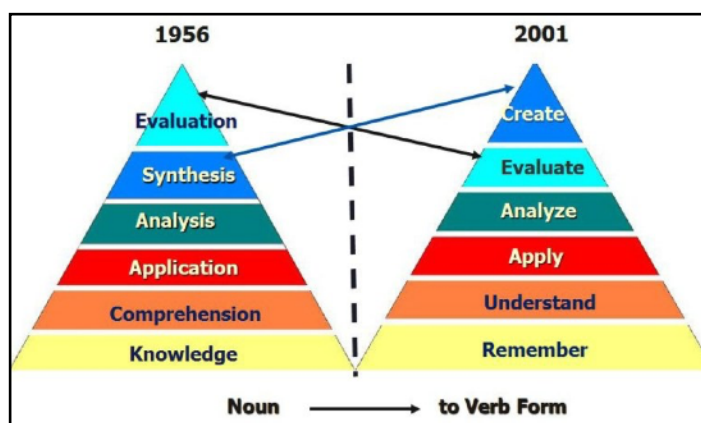 1956
Evaluation
Synthesis
Analysis
Application
Comprehension
Knowledge
2001
Create
Evaluate
Analyze
Apply
Understand
Remember
Noun to Verb Form